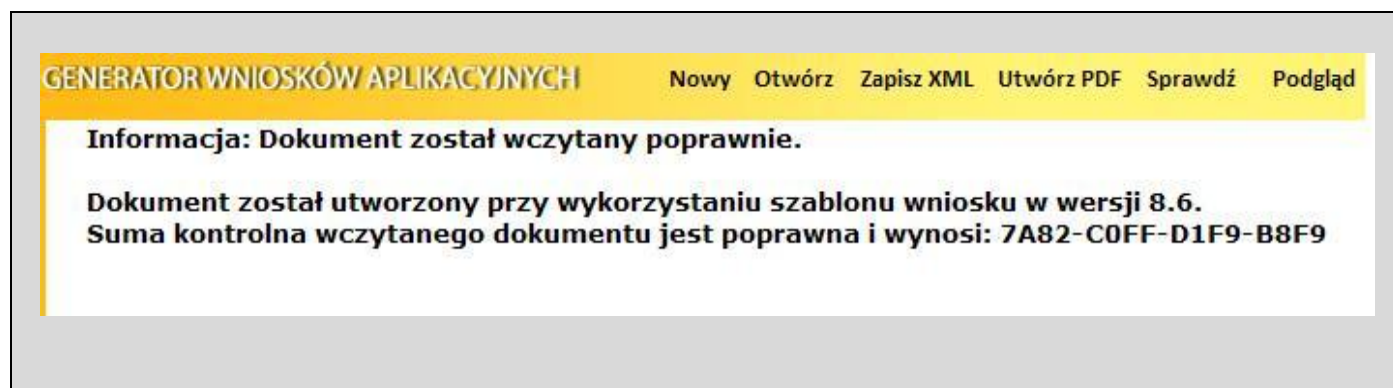 GENERATOR WNIOSKÓW APLIKACYJNYCH Nowy Otwórz Zapisz XML Utwórz PDF Sprawdź Podgląd
Informacja: Dokument został wczytany poprawnie.
Dokument został utworzony przy wykorzystaniu szablonu wniosku w wersji 8.6.
Suma kontrolna wczytanego dokumentu jest poprawna i wynosi: 7A82-C0FF-D1F9-B8F9